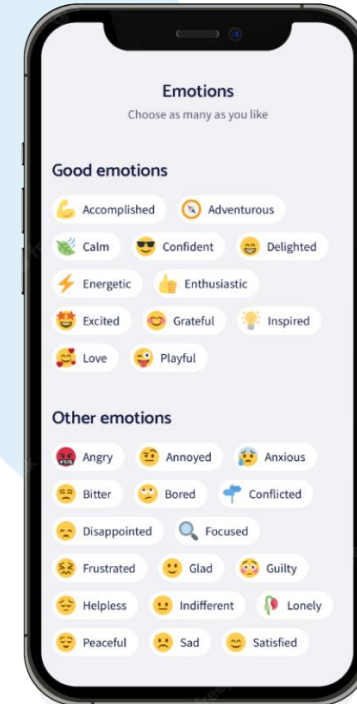 Emotions
Choose as many as you like
Good emotions
Accomplished Adventurous
Calm Confident Delighted
Energetic Enthusiastic
Excited Grateful Inspired
Love Playful
Other emotions
Angry Annoyed Anxious
Bitter Bored Conflicted
Disappointed Focused
Frustrated Glad Guilty
Helpless Indifferent Lonely
Peaceful Sad Satisfied